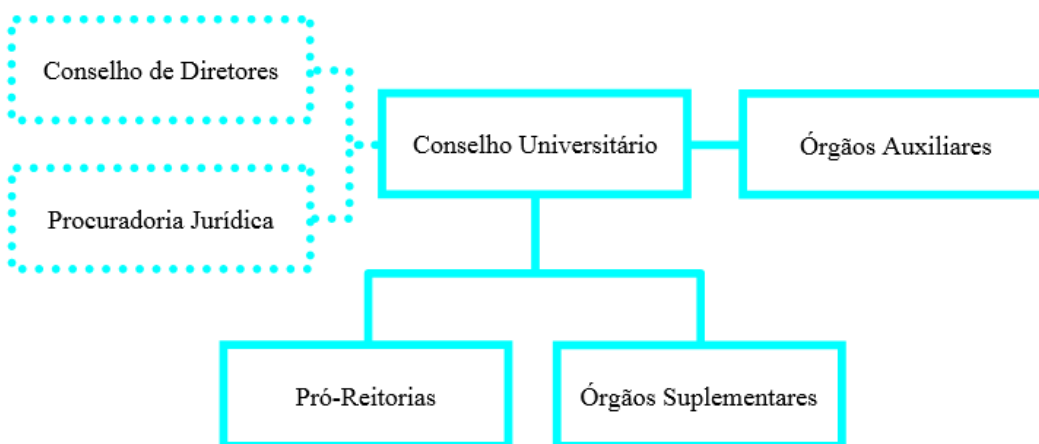 Conselho de Diretores
Conselho Universitário
Órgãos Auxiliares
Procuradoria Jurídica
Pró-Reitorias
Órgãos Suplementares